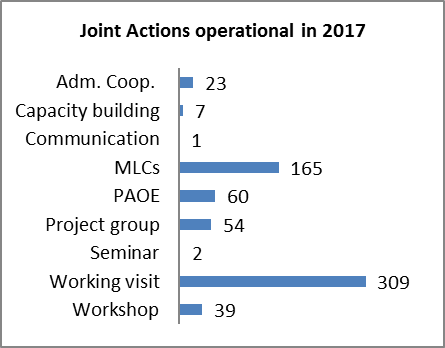 Joint Actions operational in 2017
Adm. Coop. 23
Capacity building 7
Communication 1
MLCs 165
PAOE 60
Project group 54
Seminar 2
Working visit 309
Workshop 39